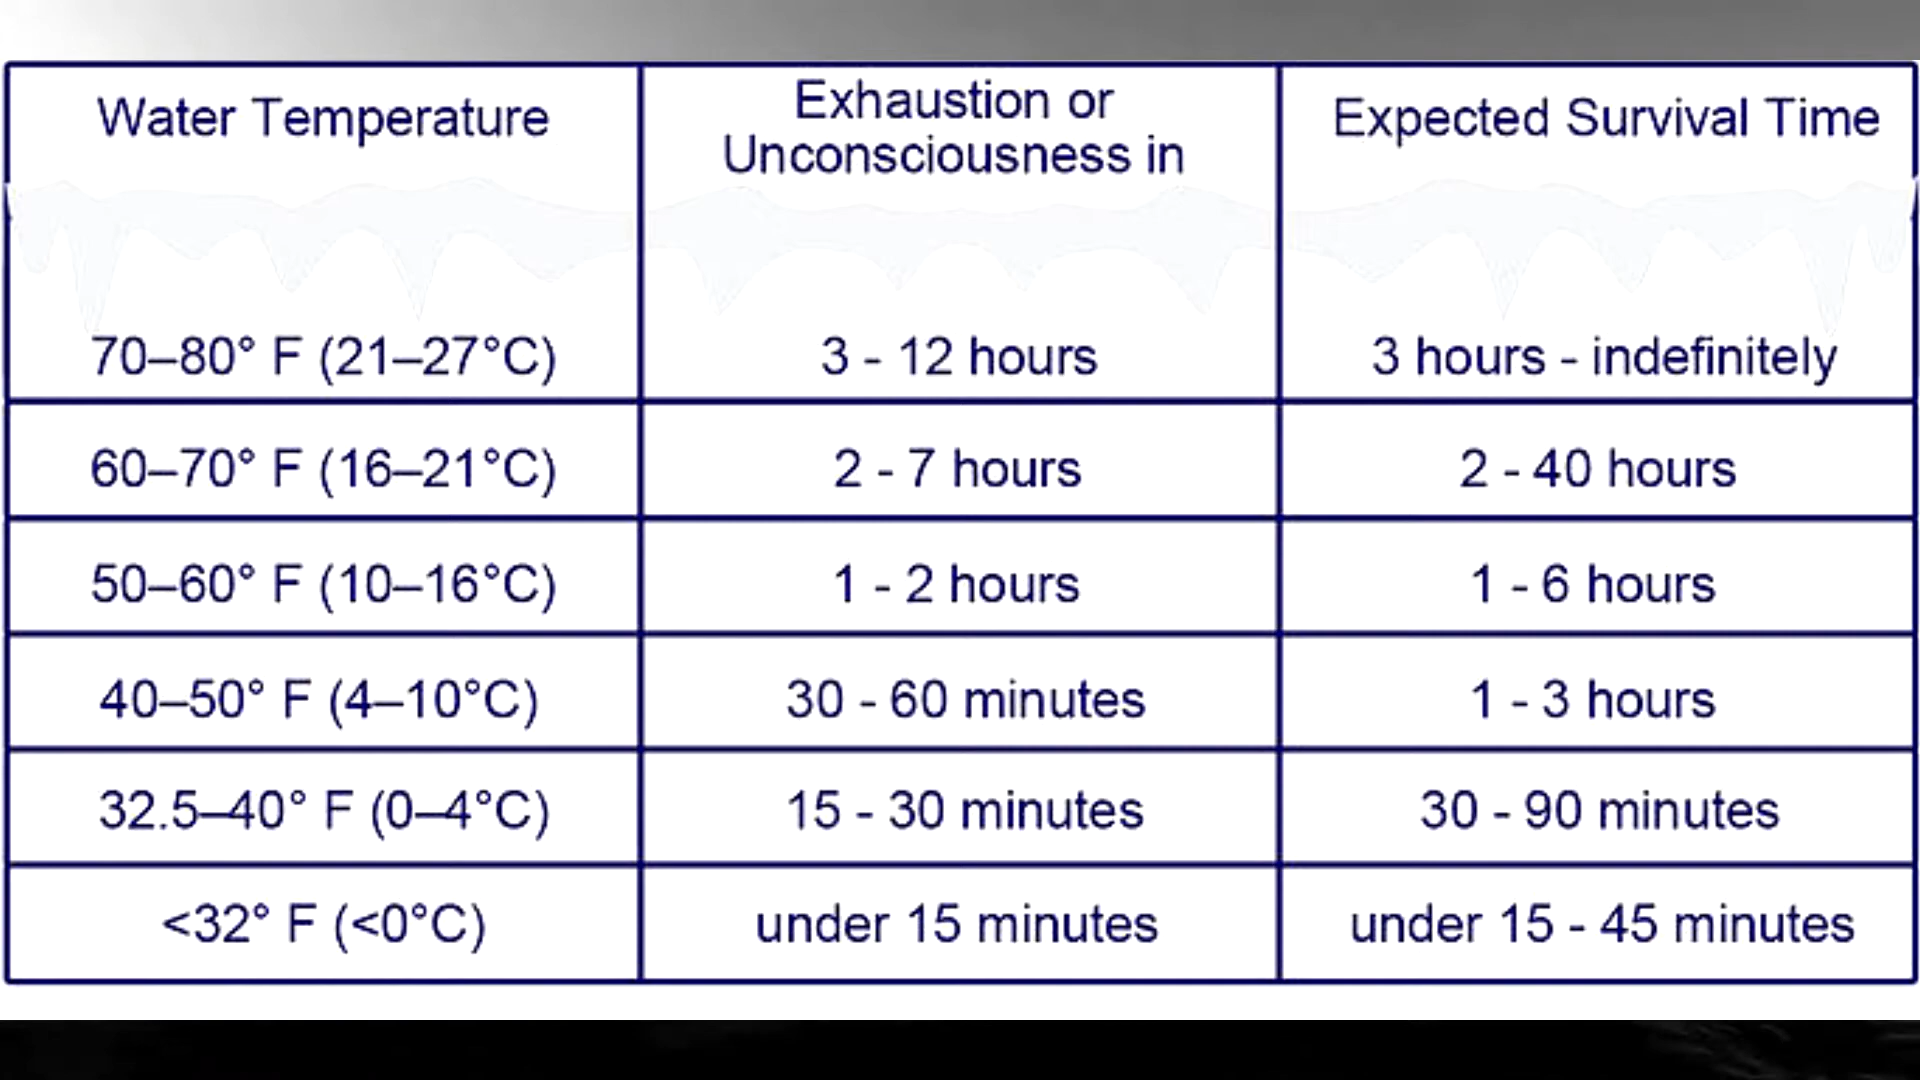 Water Temperature
Exhaustion or
Unconsciousness in
Expected Survival Time
70–80° F (21–27°C)
3 - 12 hours
3 hours - indefinitely
60–70° F (16–21°C)
2 - 7 hours
2 - 40 hours
50–60° F (10–16°C)
1 - 2 hours
1 - 6 hours
40–50° F (4–10°C)
30 - 60 minutes
1 - 3 hours
32.5–40° F (0–4°C)
15 - 30 minutes
30 - 90 minutes
<32° F (<0°C)
under 15 minutes
under 15 - 45 minutes